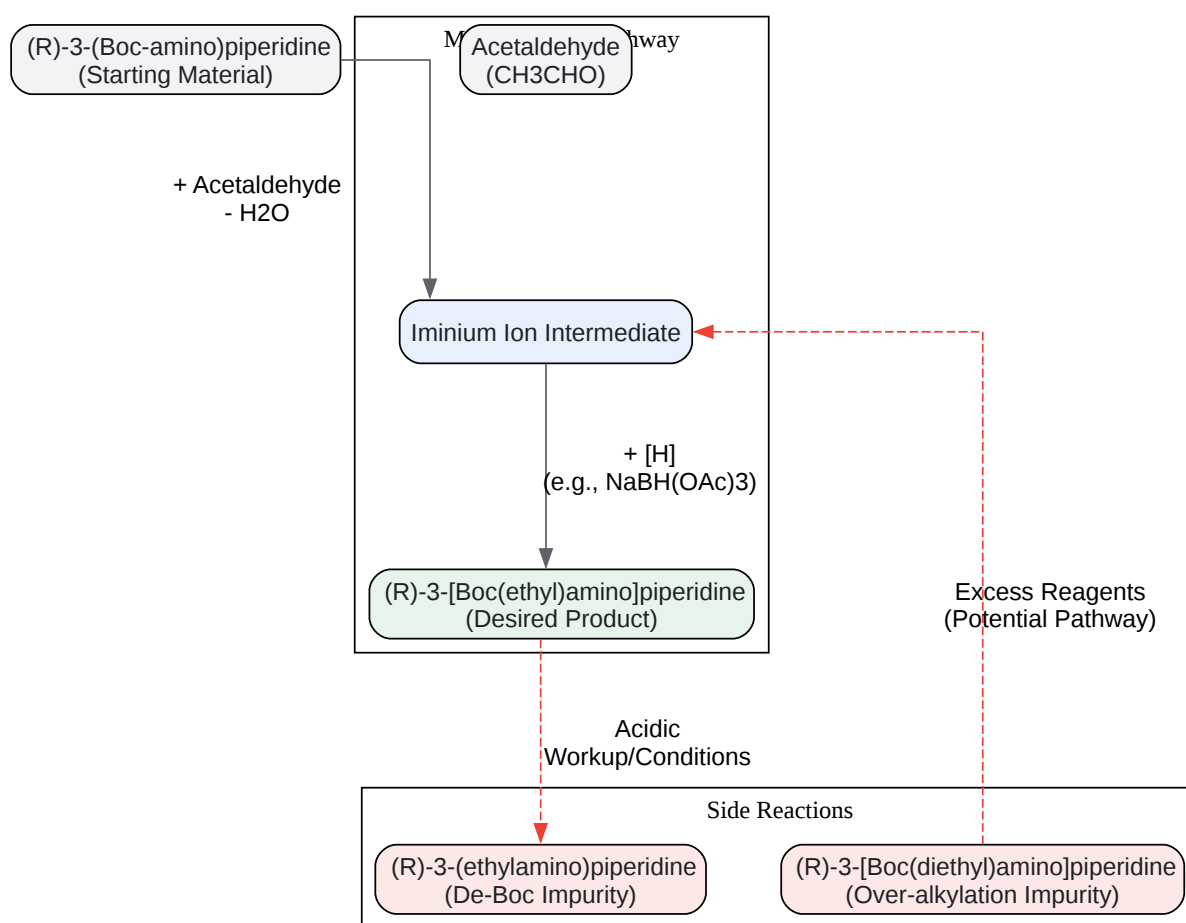 (R)-3-(Boc-amino)piperidine
(Starting Material)
M
hway
Acetaldehyde
(CH3CHO)
+ Acetaldehyde
- H2O
Iminium Ion Intermediate
+ [H]
(e.g., NaBH(OAc)3)
(R)-3-[Boc(ethyl)amino]piperidine
(Desired Product)
Excess Reagents
(Potential Pathway)
Acidic
Workup/Conditions
Side Reactions
(R)-3-(ethylamino)piperidine
(De-Boc Impurity)
(R)-3-[Boc(diethyl)amino]piperidine
(Over-alkylation Impurity)